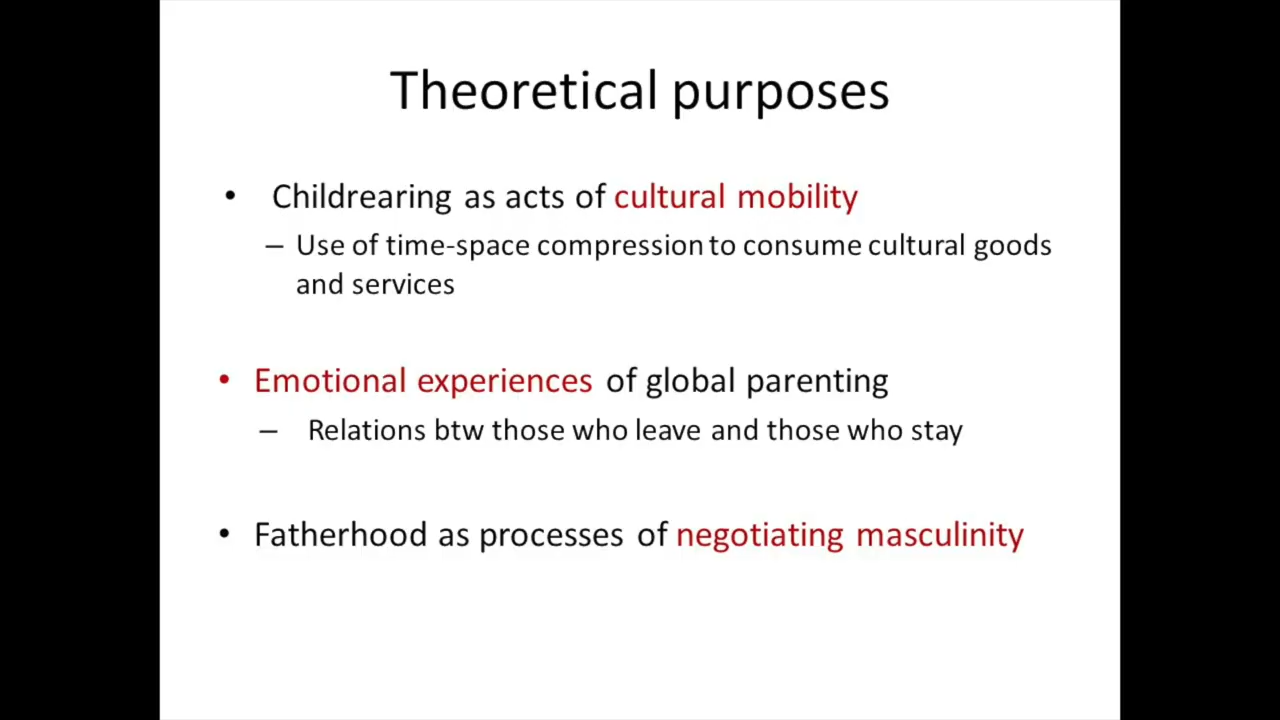 Theoretical purposes
• Childrearing as acts of cultural mobility
– Use of time-space compression to consume cultural goods
and services
• Emotional experiences of global parenting
– Relations btw those who leave and those who stay
• Fatherhood as processes of negotiating masculinity